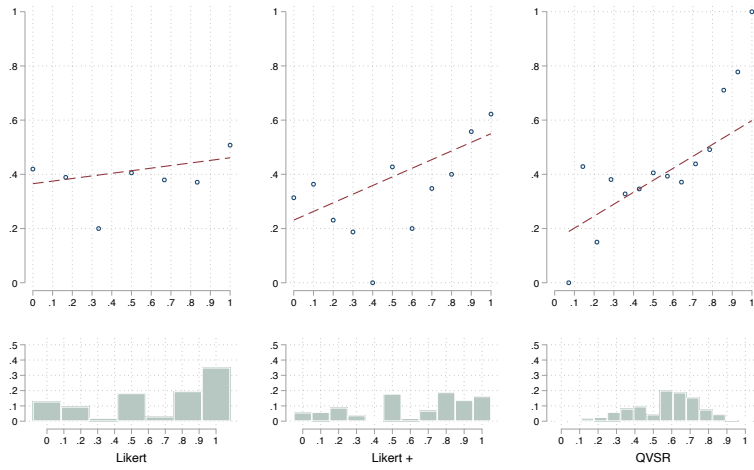 1 1 1
.8 .8 .8
.6 .6 .6
.4 .4 .4
.2 .2 .2
0 0 0
0 .1 .2 .3 .4 .5 .6 .7 .8 .9 1 0 .1 .2 .3 .4 .5 .6 .7 .8 .9 1 0 .1 .2 .3 .4 .5 .6 .7 .8 .9 1
.5 .5 .5
.4 .4 .4
.3 .3 .3
.2 .2 .2
.1 .1 .1
0 0 0
0 .1 .2 .3 .4 .5 .6 .7 .8 .9 1 0 .1 .2 .3 .4 .5 .6 .7 .8 .9 1 0 .1 .2 .3 .4 .5 .6 .7 .8 .9 1
Likert Likert + QVSR